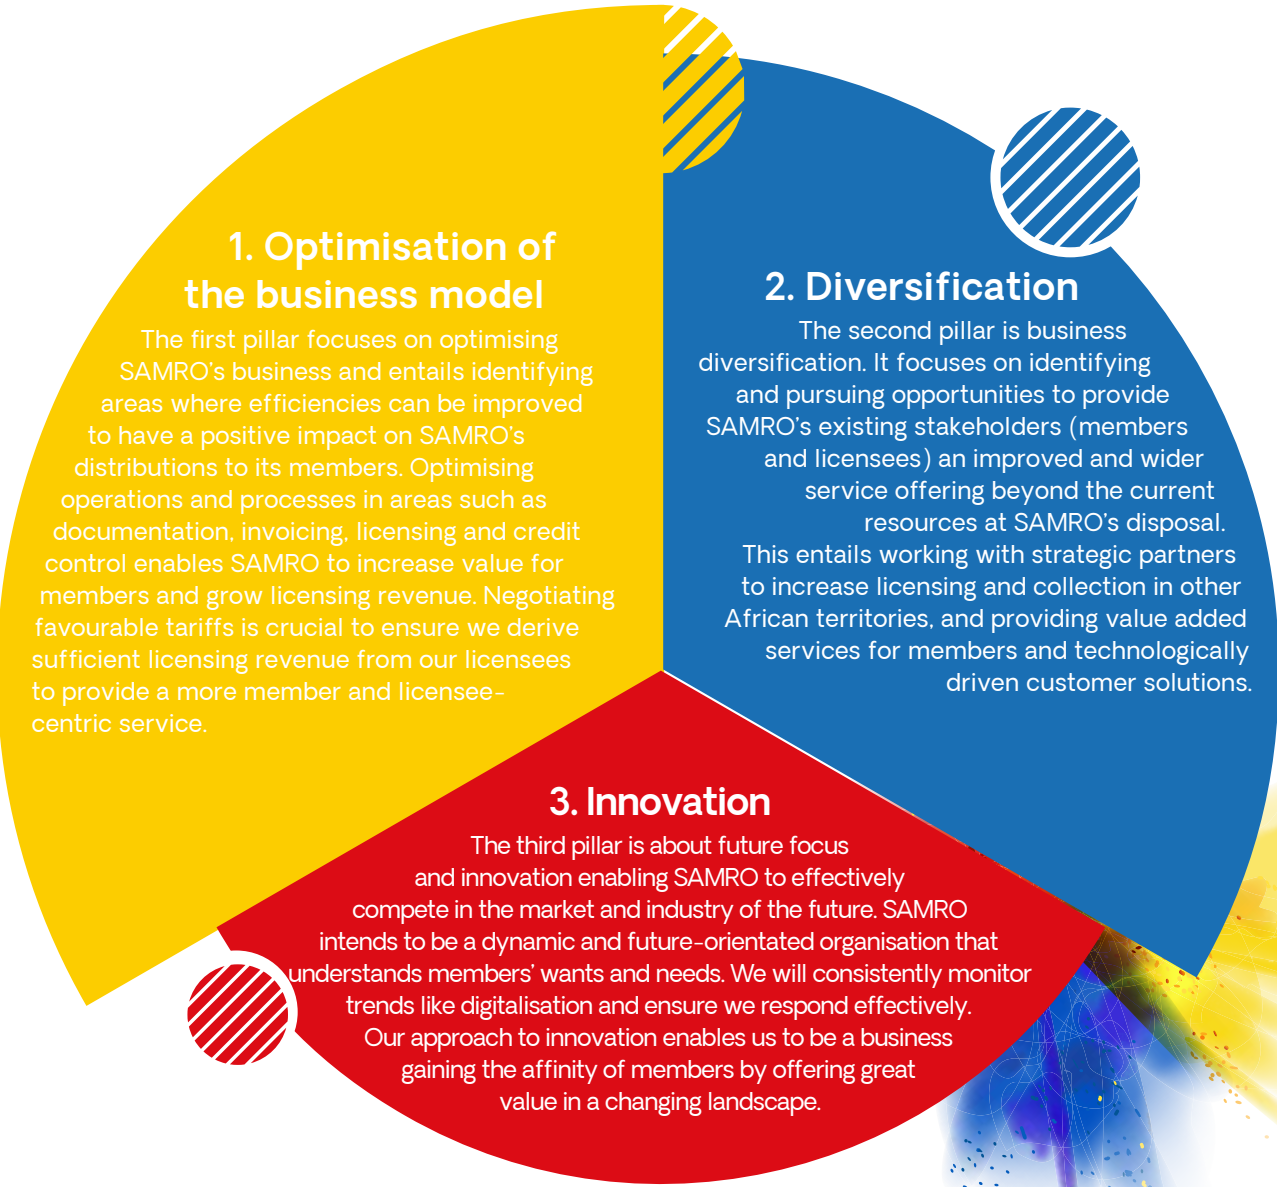 1. Optimisation of
the business model
The first pillar focuses on optimising
SAMRO’s business and entails identifying
areas where efficiencies can be improved
to have a positive impact on SAMRO’s
distributions to its members. Optimising
operations and processes in areas such as
documentation, invoicing, licensing and credit
control enables SAMRO to increase value for
members and grow licensing revenue. Negotiating
favourable tariffs is crucial to ensure we derive
sufficient licensing revenue from our licensees
to provide a more member and licensee-
centric service.
2. Diversification
The second pillar is business
diversification. It focuses on identifying
and pursuing opportunities to provide
SAMRO’s existing stakeholders (members
and licensees) an improved and wider
service offering beyond the current
resources at SAMRO’s disposal.
This entails working with strategic partners
to increase licensing and collection in other
African territories, and providing value added
services for members and technologically
driven customer solutions.
3. Innovation
The third pillar is about future focus
and innovation enabling SAMRO to effectively
compete in the market and industry of the future. SAMRO
intends to be a dynamic and future-orientated organisation that
understands members’ wants and needs. We will consistently monitor
trends like digitalisation and ensure we respond effectively.
Our approach to innovation enables us to be a business
gaining the affinity of members by offering great
value in a changing landscape.